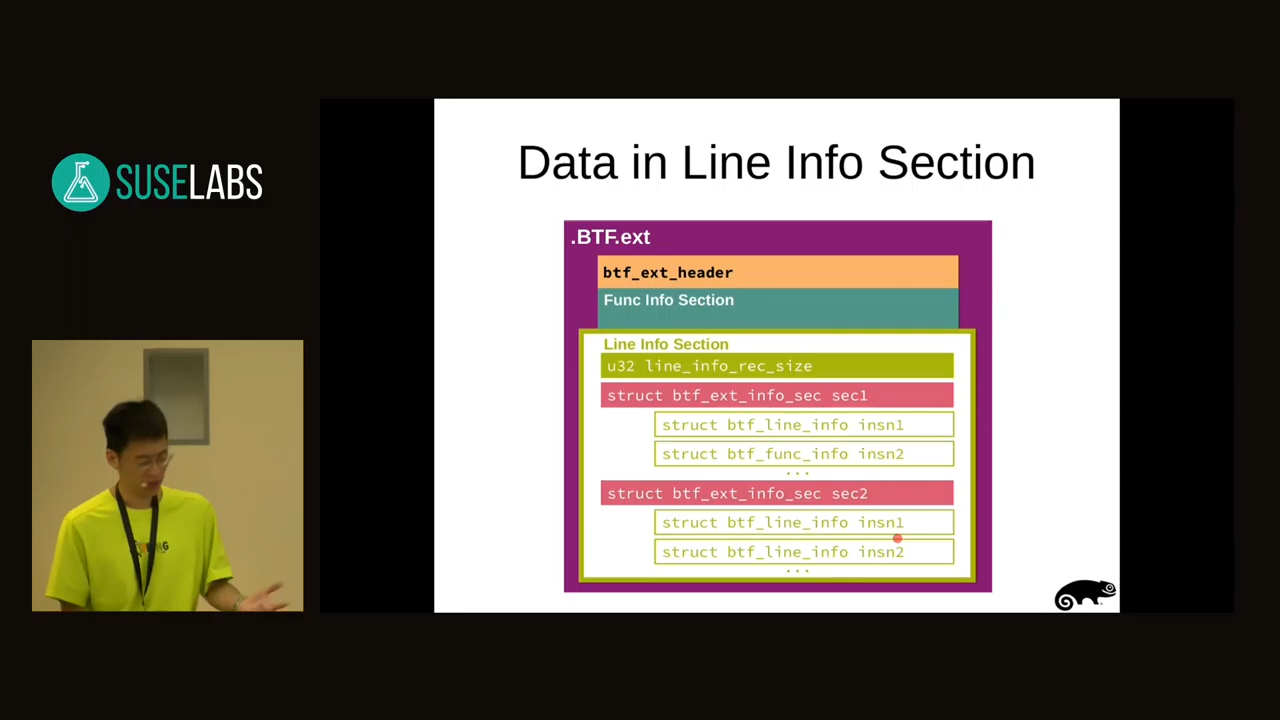 SUSELABS
Data in Line Info Section
.BTF.ext
btf_ext_header
Func Info Section
Line Info Section
u32 line_info_rec_size
struct btf_ext_info_sec sec1
struct btf_line_info insn1
struct btf_func_info insn2
...
struct btf_ext_info_sec sec2
struct btf_line_info insn1
struct btf_line_info insn2
...